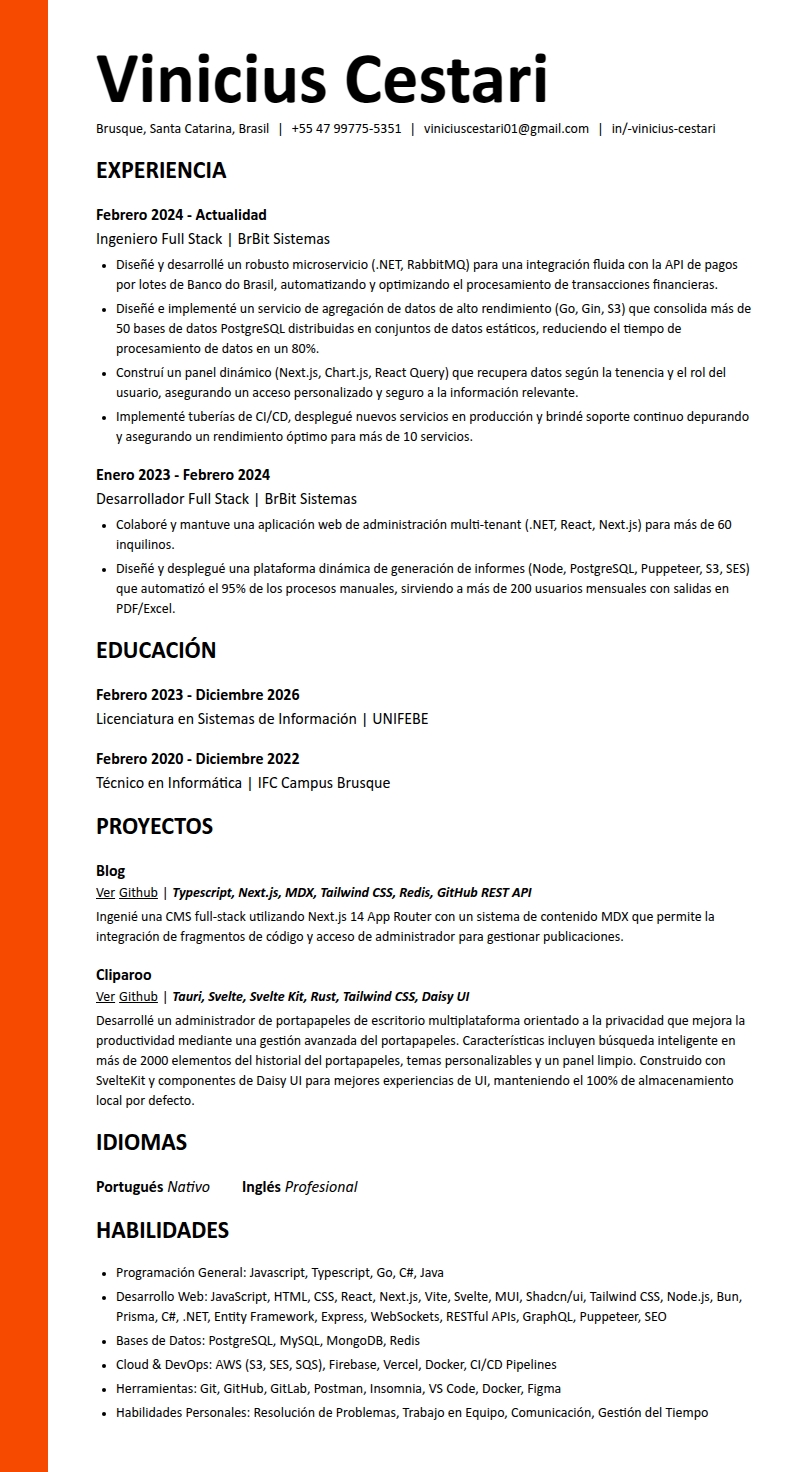 Vinicius Cestari
Brusque, Santa Catarina, Brasil | +55 47 99775-5351 | viniciuscestari01@gmail.com | in/-vinicius-cestari
EXPERIENCIA
Febrero 2024 - Actualidad
Ingeniero Full Stack | BrBit Sistemas
• Diseñé y desarrollé un robusto microservicio (.NET, RabbitMQ) para una integración fluida con la API de pagos
por lotes de Banco do Brasil, automatizando y optimizando el procesamiento de transacciones financieras.
• Diseñé e implementé un servicio de agregación de datos de alto rendimiento (Go, Gin, S3) que consolida más de
50 bases de datos PostgreSQL distribuidas en conjuntos de datos estáticos, reduciendo el tiempo de
procesamiento de datos en un 80%.
• Construí un panel dinámico (Next.js, Chart.js, React Query) que recupera datos según la tenencia y el rol del
usuario, asegurando un acceso personalizado y seguro a la información relevante.
• Implementé tuberías de CI/CD, desplegué nuevos servicios en producción y brindé soporte continuo depurando
y asegurando un rendimiento óptimo para más de 10 servicios.
Enero 2023 - Febrero 2024
Desarrollador Full Stack | BrBit Sistemas
• Colaboré y mantuve una aplicación web de administración multi-tenant (.NET, React, Next.js) para más de 60
inquilinos.
• Diseñé y desplegué una plataforma dinámica de generación de informes (Node, PostgreSQL, Puppeteer, S3, SES)
que automatizó el 95% de los procesos manuales, sirviendo a más de 200 usuarios mensuales con salidas en
PDF/Excel.
EDUCACIÓN
Febrero 2023 - Diciembre 2026
Licenciatura en Sistemas de Información | UNIFEBE
Febrero 2020 - Diciembre 2022
Técnico en Informática | IFC Campus Brusque
PROYECTOS
Blog
Ver Github | Typescript, Next.js, MDX, Tailwind CSS, Redis, GitHub REST API
Ingenié una CMS full-stack utilizando Next.js 14 App Router con un sistema de contenido MDX que permite la
integración de fragmentos de código y acceso de administrador para gestionar publicaciones.
Cliparoo
Ver Github | Tauri, Svelte, Svelte Kit, Rust, Tailwind CSS, Daisy UI
Desarrollé un administrador de portapapeles de escritorio multiplataforma orientado a la privacidad que mejora la
productividad mediante una gestión avanzada del portapapeles. Características incluyen búsqueda inteligente en
más de 2000 elementos del historial del portapapeles, temas personalizables y un panel limpio. Construido con
SvelteKit y componentes de Daisy UI para mejores experiencias de UI, manteniendo el 100% de almacenamiento
local por defecto.
IDIOMAS
Portugués Nativo Inglés Profesional
HABILIDADES
• Programación General: Javascript, Typescript, Go, C#, Java
• Desarrollo Web: JavaScript, HTML, CSS, React, Next.js, Vite, Svelte, MUI, Shadcn/ui, Tailwind CSS, Node.js, Bun,
Prisma, C#, .NET, Entity Framework, Express, WebSockets, RESTful APIs, GraphQL, Puppeteer, SEO
• Bases de Datos: PostgreSQL, MySQL, MongoDB, Redis
• Cloud & DevOps: AWS (S3, SES, SQS), Firebase, Vercel, Docker, CI/CD Pipelines
• Herramientas: Git, GitHub, GitLab, Postman, Insomnia, VS Code, Docker, Figma
• Habilidades Personales: Resolución de Problemas, Trabajo en Equipo, Comunicación, Gestión del Tiempo